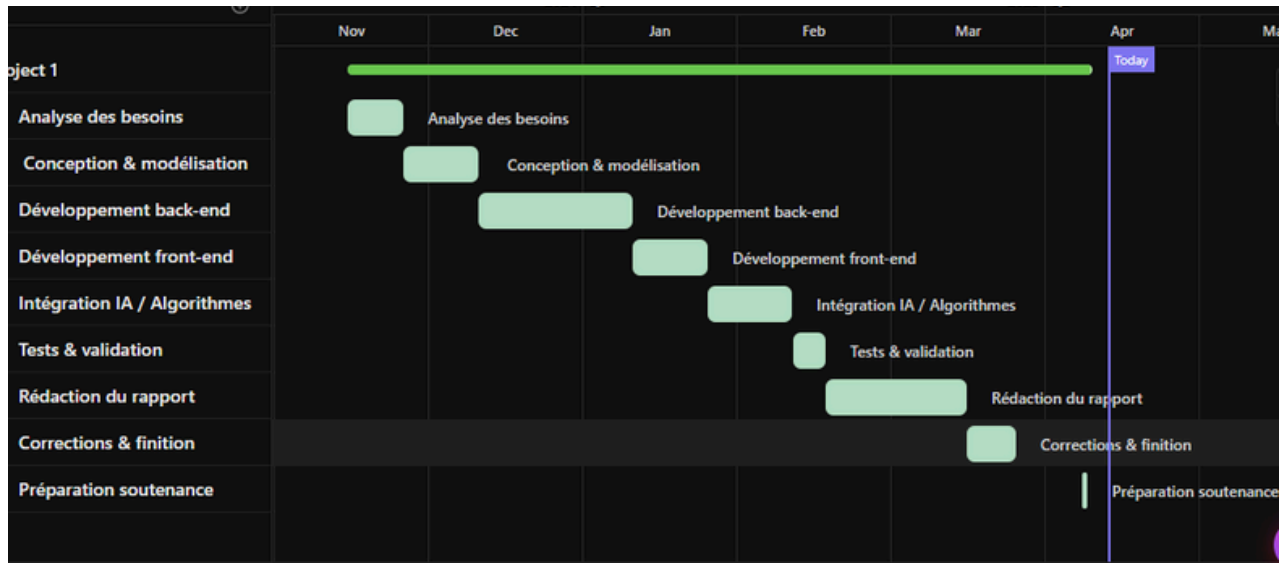 Nov Dec Jan Feb Mar Apr
oject 1
Today
Analyse des besoins Analyse des besoins
Conception & modélisation Conception & modélisation
Développement back-end Développement back-end
Développement front-end Développement front-end
Intégration IA / Algorithmes Intégration IA / Algorithmes
Tests & validation Tests & validation
Rédaction du rapport Rédaction du rapport
Corrections & finition Corrections & finition
Préparation soutenance Préparation soutenance